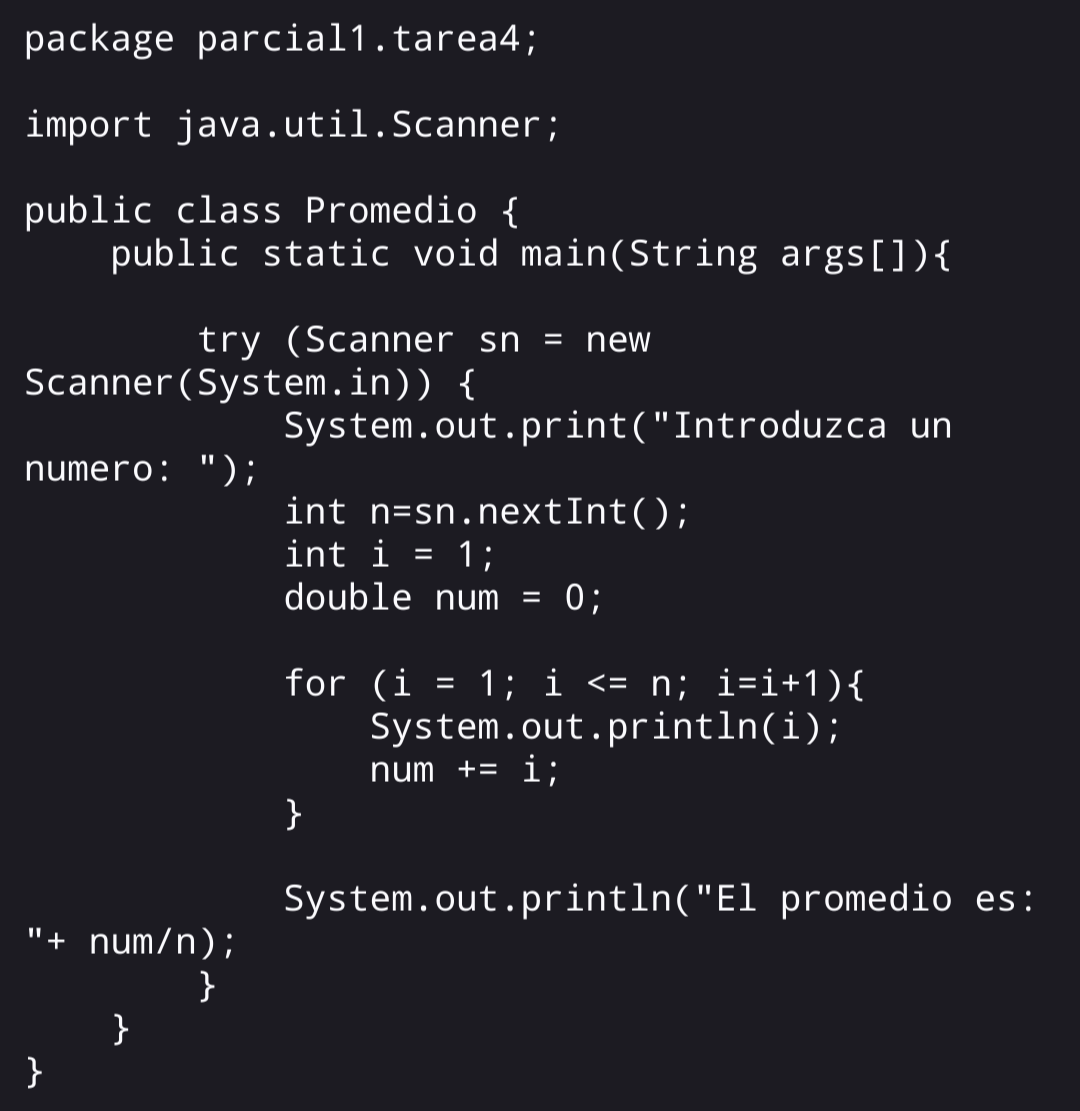 package parcial1.tarea4;
import java.util.Scanner;
public class Promedio {
public static void main(String args[]){
try (Scanner sn = new
Scanner(System.in)) {
System.out.print("Introduzca un
numero: ");
int n=sn.nextInt();
int i = 1;
double num = 0;
for (i = 1; i <= n; i=i+1){
System.out.println(i);
num += i;
}
System.out.println("El promedio es:
"+ num/n);
}
}
}